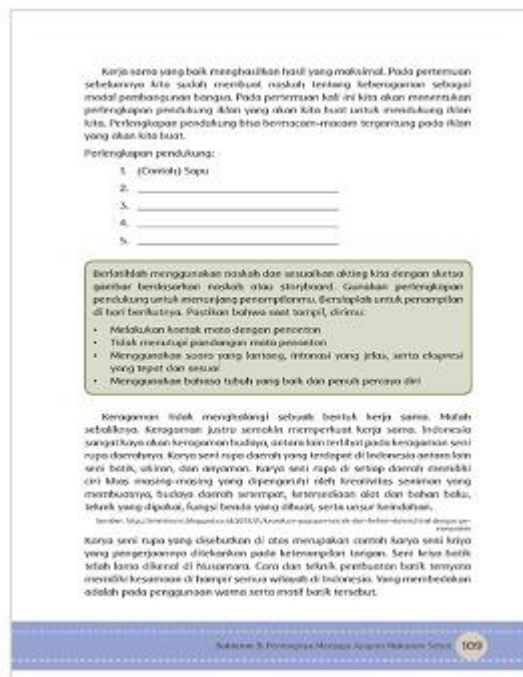 Kerja sama yang baik menghasilkan hasil yang maksimal. Pada pertemuan
sebelumnya kita sudah membuat naskah tentang keberagaman sebagai
modal pembangunan bangsa. Pada pertemuan kali ini kita akan menentukan
perlengkapan pendukung iklan yang akan kita buat untuk mendukung iklan
kita. Perlengkapan pendukung bisa bermacam-macam tergantung pada iklan
yang akan kita buat.
Perlengkapan pendukung:
1. (Contoh) Sapu
2.
3.
4.
5.
Berlatihlah menggunakan naskah dan sesuaikan akting kita dengan sketsa
gambar berdasarkan naskah atau storyboard. Gunakan perlengkapan
pendukung untuk menunjang penampilanmu. Bersiaplah untuk penampilan
di hari berikutnya. Pastikan bahwa saat tampil, dirimu:
• Melakukan kontak mata dengan penonton
• Tidak menutupi pandangan mata penonton
• Menggunakan suara yang lantang, intonasi yang jelas, serta ekspresi
yang tepat dan sesuai
• Menggunakan bahasa tubuh yang baik dan penuh percaya diri
Keragaman tidak menghalangi sebuah bentuk kerja sama. Malah
sebaliknya. Keragaman justru semakin memperkuat kerja sama. Indonesia
sangat kaya akan keragaman budaya, antara lain terlihat pada keragaman seni
rupa daerahnya. Karya seni rupa daerah yang terdapat di Indonesia antara lain
seni batik, ukiran, dan anyaman. Karya seni rupa di setiap daerah memiliki
ciri khas masing-masing yang dipengaruhi oleh kreativitas seniman yang
membuatnya, budaya daerah setempat, ketersediaan alat dan bahan baku,
teknik yang dipakai, fungsi benda yang dibuat, serta unsur keindahan.
Sumber:
Karya seni rupa yang disebutkan di atas merupakan contoh karya seni kriya
yang pengerjaannya ditekankan pada keterampilan tangan. Seni kriya batik
telah lama dikenal di Nusantara. Cara dan teknik pembuatan batik ternyata
memiliki kesamaan di hampir semua wilayah di Indonesia. Yang membedakan
adalah pada penggunaan warna serta motif batik tersebut.
Subtema 3: Pentingnya Menjaga Asupan Makanan Sehat 109